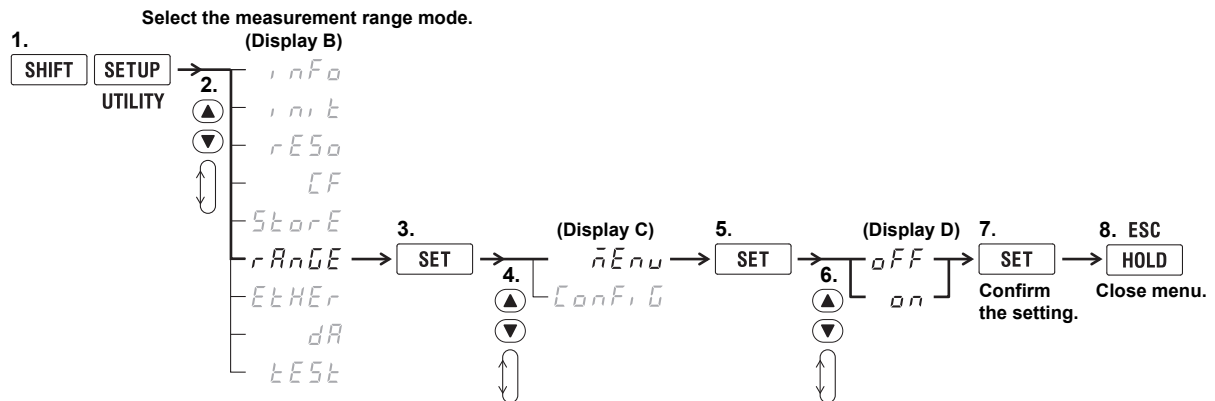 Select the measurement range mode.
1.
(Display B)
SHIFT SETUP
UTILITY
2.
inFo
init
rESo
CF
StorE
rAnGE
EtHEr
dA
tESt
3.
SET
4.
(Display C)
mEnu
ConFiG
5.
SET
6.
(Display D)
oFF
on
7.
SET
Confirm
the setting.
8. ESC
HOLD
Close menu.